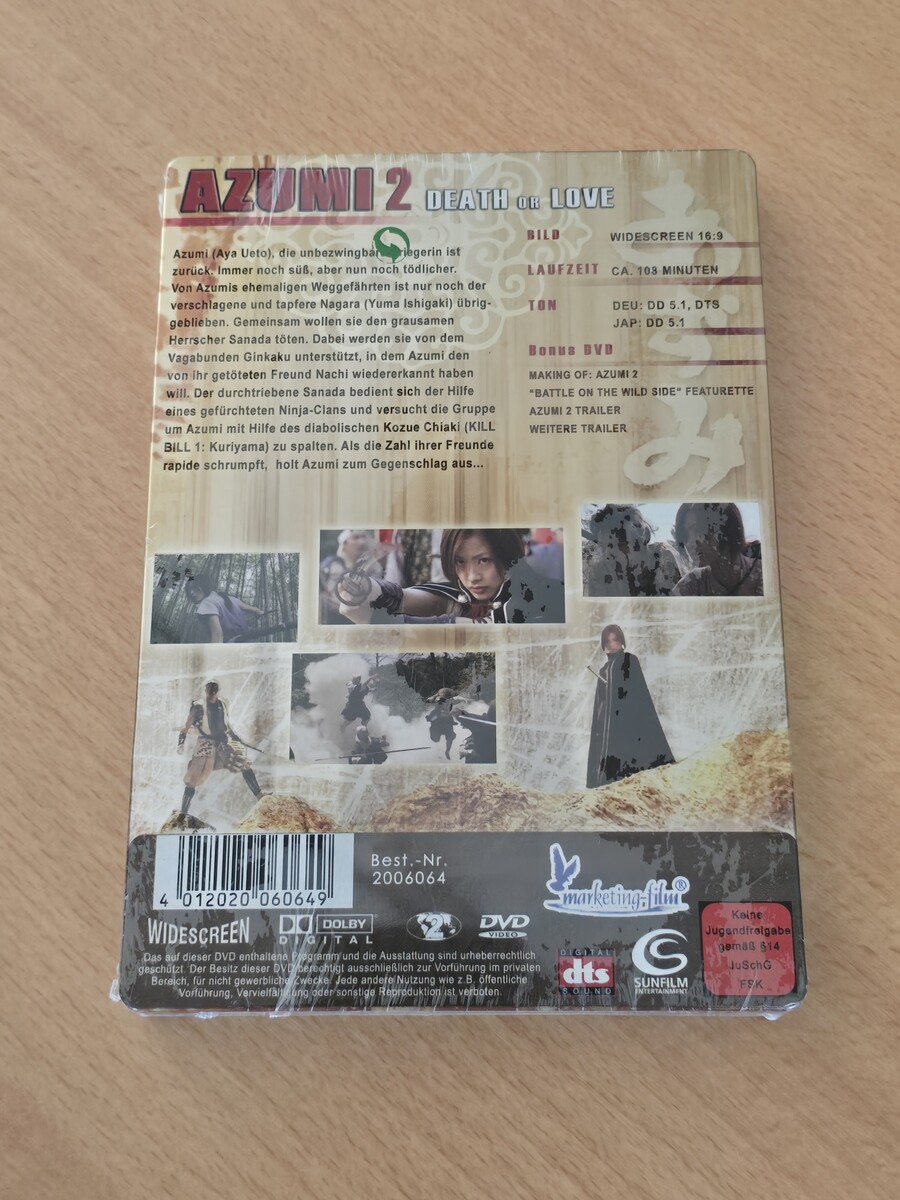 AZUMI 2 DEATH OR LOVE
Azumi (Aya Ueto), die unbezwingbare Kriegerin ist
zurück. Immer noch süß, aber nun noch tödlicher.
Von Azumis ehemaligen Weggefährten ist nur noch der
verschlagene und tapfere Nagara (Yuma Ishigaki) übrig-
geblieben. Gemeinsam wollen sie den grausamen
Herrscher Sanada töten. Dabei werden sie von dem
Vagabunden Ginkaku unterstützt, in dem Azumi den
von ihr getöteten Freund Nachi wiedererkannt haben
will. Der durchtriebene Sanada bedient sich der Hilfe
eines gefürchteten Ninja-Clans und versucht die Gruppe
um Azumi mit Hilfe des diabolischen Kozue Chiaki (KILL
BILL 1: Kuriyama) zu spalten. Als die Zahl ihrer Freunde
rapide schrumpft, holt Azumi zum Gegenschlag aus...
BILD WIDESCREEN 16:9
LAUFZEIT CA. 108 MINUTEN
TON DEU: DD 5.1, DTS
JAP: DD 5.1
Bonus DVD
MAKING OF: AZUMI 2
"BATTLE ON THE WILD SIDE" FEATURETTE
AZUMI 2 TRAILER
WEITERE TRAILER
あずみ
4 012020 060649
Best.-Nr.
2006064
marketing-film®
WIDESCREEN
DOLBY
DIGITAL
2
DVD
VIDEO
DIGITAL
dts
SOUND
SUNFILM
ENTERTAINMENT
Keine
Jugendfreigabe
gemäß §14
JuSchG
FSK
Das auf dieser DVD enthaltene Programm und die Ausstattung sind urheberrechtlich
geschützt. Der Besitz dieser DVD berechtigt ausschließlich zur Vorführung im privaten
Bereich, für nicht gewerbliche Zwecke. Jede andere Nutzung wie z.B. öffentliche
Vorführung, Vervielfältigung oder sonstige Reproduktion ist verboten.